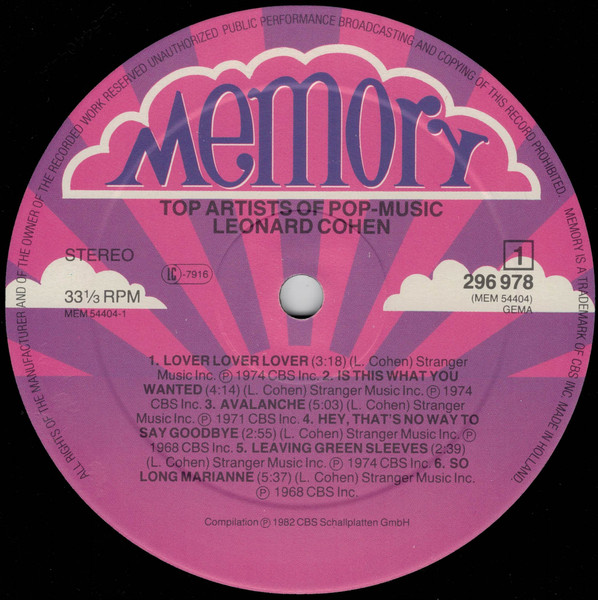 ALL RIGHTS OF THE MANUFACTURER AND OF THE OWNER OF THE RECORDED WORK RESERVED UNAUTHORIZED PUBLIC PERFORMANCE BROADCASTING AND COPYING OF THIS RECORD PROHIBITED. MEMORY IS A TRADEMARK OF CBS INC. MADE IN HOLLAND
Memory
TOP ARTISTS OF POP-MUSIC
LEONARD COHEN
STEREO
LC-7916
1
33 1/3 RPM
MEM 54404-1
296 978
(MEM 54404)
GEMA
1. LOVER LOVER LOVER (3:18) (L. Cohen) Stranger
Music Inc. ℗ 1974 CBS Inc. 2. IS THIS WHAT YOU
WANTED (4:14) (L. Cohen) Stranger Music Inc. ℗ 1974
CBS Inc. 3. AVALANCHE (5:03) (L. Cohen) Stranger
Music Inc. ℗ 1971 CBS Inc. 4. HEY, THAT'S NO WAY TO
SAY GOODBYE (2:55) (L. Cohen) Stranger Music Inc. ℗
1968 CBS Inc. 5. LEAVING GREEN SLEEVES (2:39)
(L. Cohen) Stranger Music Inc. ℗ 1974 CBS Inc. 6. SO
LONG MARIANNE (5:37) (L. Cohen) Stranger Music Inc.
℗ 1968 CBS Inc.
Compilation ℗ 1982 CBS Schallplatten GmbH